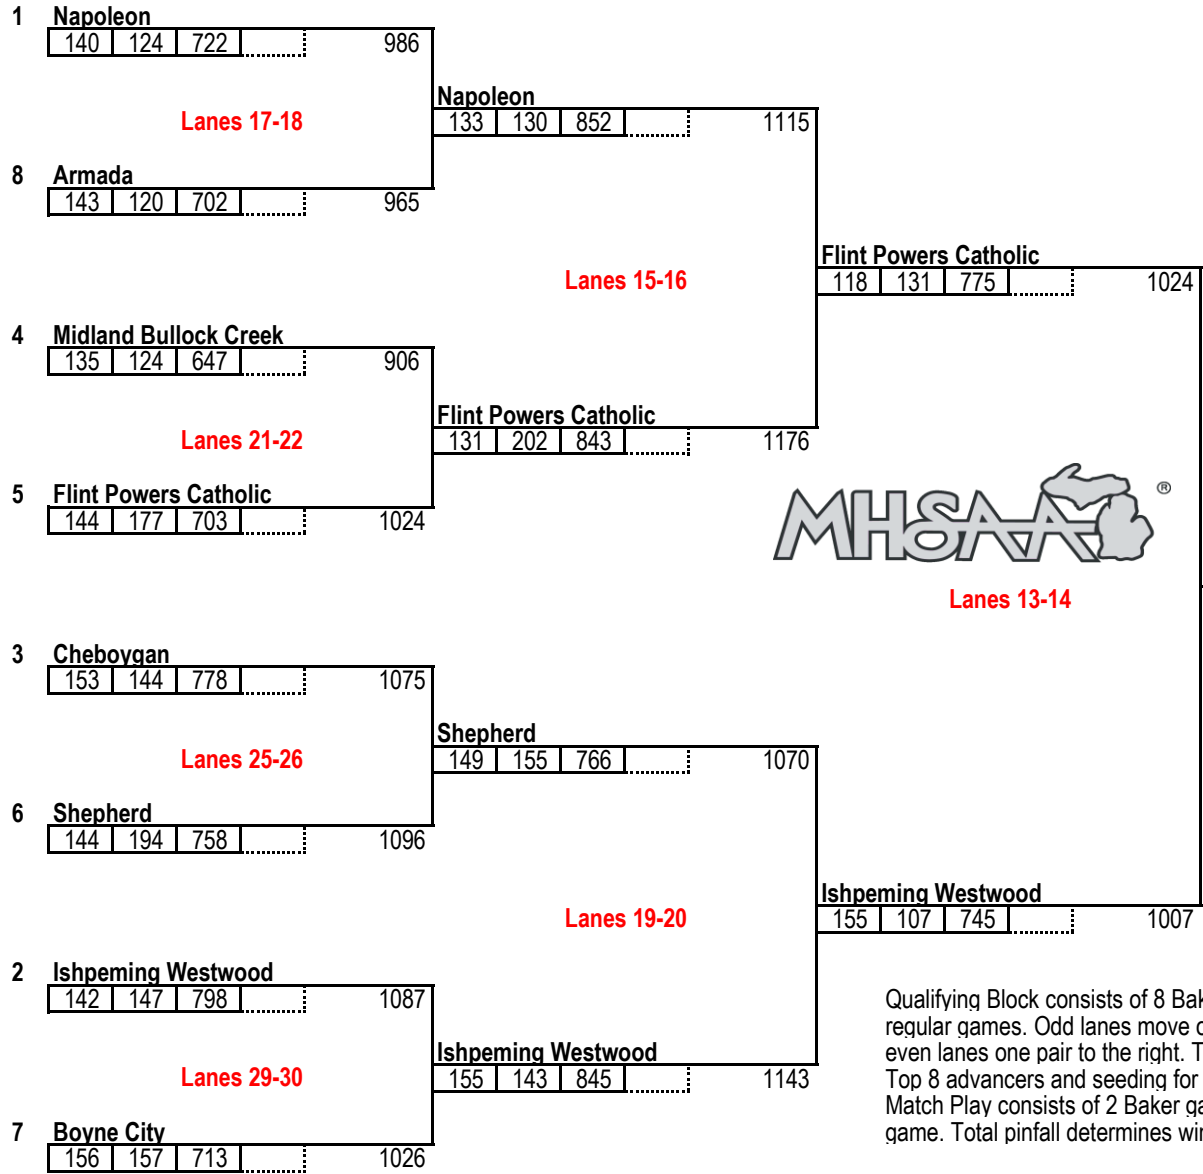 1 Napoleon
140 124 722 986
Napoleon
Lanes 17-18
133 130 852 1115
8 Armada
143 120 702 965
Flint Powers Catholic
Lanes 15-16
118 131 775 1024
4 Midland Bullock Creek
135 124 647 906
Flint Powers Catholic
Lanes 21-22
131 202 843 1176
5 Flint Powers Catholic
144 177 703 1024
MHSAA ®
Lanes 13-14
3 Cheboygan
153 144 778 1075
Shepherd
Lanes 25-26
149 155 766 1070
6 Shepherd
144 194 758 1096
Ishpeming Westwood
Lanes 19-20
155 107 745 1007
2 Ishpeming Westwood
142 147 798 1087
Ishpeming Westwood
Lanes 29-30
155 143 845 1143
7 Boyne City
156 157 713 1026
Qualifying Block consists of 8 Bak
regular games. Odd lanes move o
even lanes one pair to the right. T
Top 8 advancers and seeding for
Match Play consists of 2 Baker ga
game. Total pinfall determines win